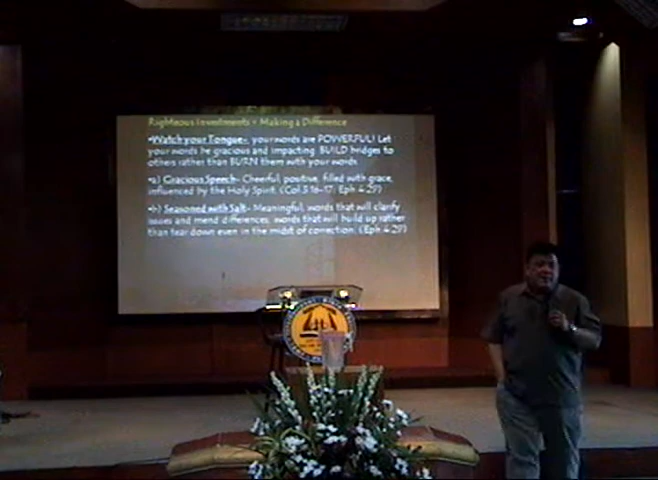 Righteous Investments = Making a Difference
•Watch your Tongue- your words are POWERFUL! Let
your words be gracious and impacting. BUILD bridges to
others rather than BURN them with your words
•a) Gracious Speech- Cheerful, positive, filled with grace,
influenced by the Holy Spirit. (Col 3:16-17; Eph 4:29)
•b) Seasoned with Salt- Meaningful, words that will clarify
issues and mend differences; words that will build up rather
than tear down even in the midst of correction. (Eph 4:29)